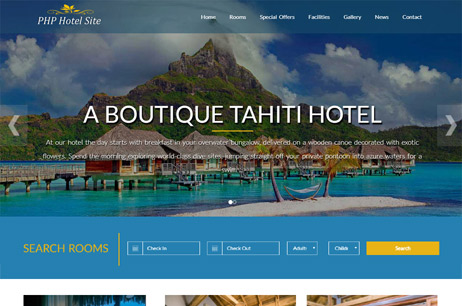 PHP Hotel Site
Home Rooms Special Offers Facilities Gallery News Contact
A BOUTIQUE TAHITI HOTEL
At our hotel the day starts with breakfast in your overwater bungalow, delivered on a wooden canoe decorated with exotic
flowers. Spend the morning exploring world-class dive sites, jumping straight off your private pontoon into azure waters for a
SEARCH ROOMS
Check In
Check Out
Adults
Childs
Search